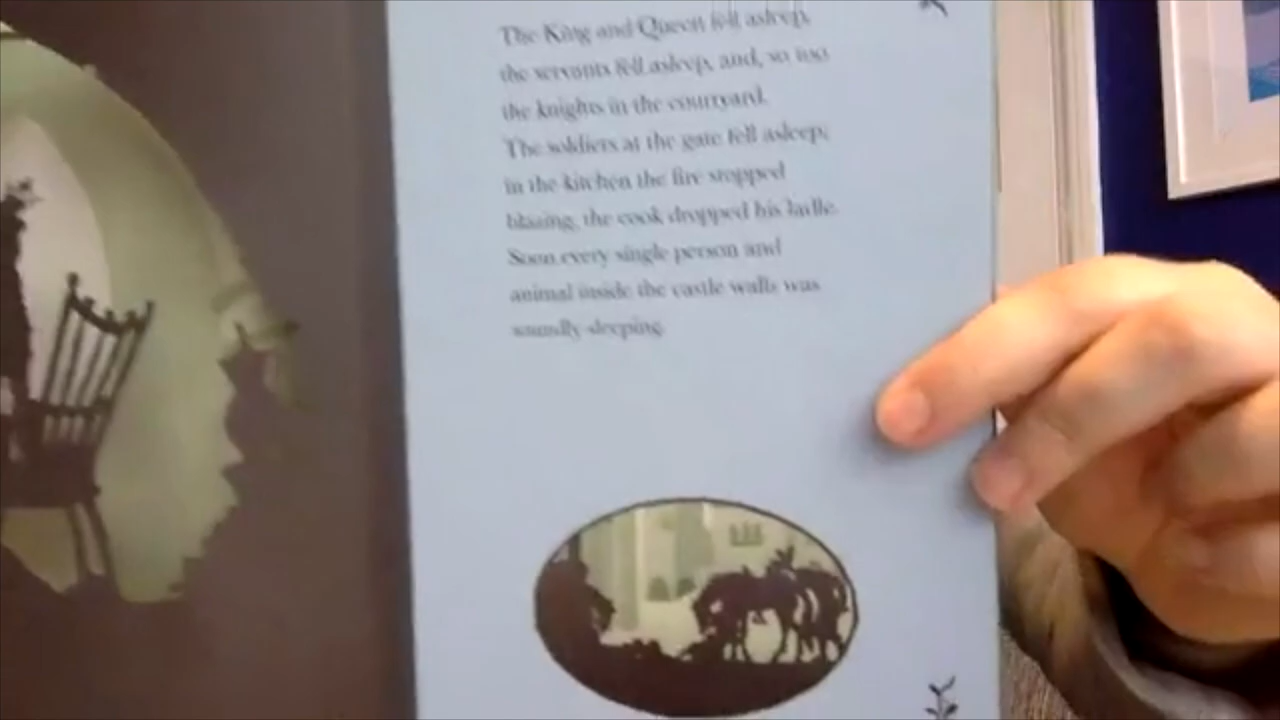 The King and Queen fell asleep,
the servants fell asleep, and, so too
the knights in the courtyard.
The soldiers at the gate fell asleep;
in the kitchen the fire stopped
blazing, the cook dropped his ladle.
Soon every single person and
animal inside the castle walls was
soundly sleeping.